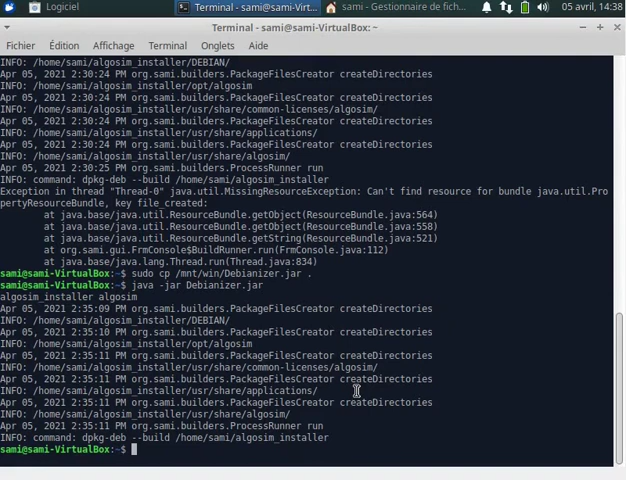 Logiciel
Terminal - sami@sami-Virt...
sami - Gestionnaire de fich...
05 avril, 14:38
Terminal - sami@sami-VirtualBox: ~
Fichier Édition Affichage Terminal Onglets Aide
INFO: /home/sami/algosim_installer/DEBIAN/
Apr 05, 2021 2:30:24 PM org.sami.builders.PackageFilesCreator createDirectories
INFO: /home/sami/algosim_installer/opt/algosim
Apr 05, 2021 2:30:24 PM org.sami.builders.PackageFilesCreator createDirectories
INFO: /home/sami/algosim_installer/usr/share/common-licenses/algosim/
Apr 05, 2021 2:30:24 PM org.sami.builders.PackageFilesCreator createDirectories
INFO: /home/sami/algosim_installer/usr/share/applications/
Apr 05, 2021 2:30:24 PM org.sami.builders.PackageFilesCreator createDirectories
INFO: /home/sami/algosim_installer/usr/share/algosim/
Apr 05, 2021 2:30:25 PM org.sami.ProcessRunner run
INFO: command: dpkg-deb --build /home/sami/algosim_installer
Exception in thread "Thread-0" java.util.MissingResourceException: Can't find resource for bundle java.util.Pro
pertyResourceBundle, key file_created:
at java.base/java.util.ResourceBundle.getObject(ResourceBundle.java:564)
at java.base/java.util.ResourceBundle.getObject(ResourceBundle.java:558)
at java.base/java.util.ResourceBundle.getString(ResourceBundle.java:521)
at org.sami.gui.FrmConsole$BuildRunner.run(FrmConsole.java:112)
at java.base/java.lang.Thread.run(Thread.java:834)
sami@sami-VirtualBox:~$ sudo cp /mnt/win/Debianizer.jar .
sami@sami-VirtualBox:~$ java -jar Debianizer.jar
algosim_installer algosim
Apr 05, 2021 2:35:09 PM org.sami.builders.PackageFilesCreator createDirectories
INFO: /home/sami/algosim_installer/DEBIAN/
Apr 05, 2021 2:35:10 PM org.sami.builders.PackageFilesCreator createDirectories
INFO: /home/sami/algosim_installer/opt/algosim
Apr 05, 2021 2:35:11 PM org.sami.builders.PackageFilesCreator createDirectories
INFO: /home/sami/algosim_installer/usr/share/common-licenses/algosim/
Apr 05, 2021 2:35:11 PM org.sami.builders.PackageFilesCreator createDirectories
INFO: /home/sami/algosim_installer/usr/share/applications/
Apr 05, 2021 2:35:11 PM org.sami.builders.PackageFilesCreator createDirectories
INFO: /home/sami/algosim_installer/usr/share/algosim/
Apr 05, 2021 2:35:11 PM org.sami.builders.ProcessRunner run
INFO: command: dpkg-deb --build /home/sami/algosim_installer
sami@sami-VirtualBox:~$